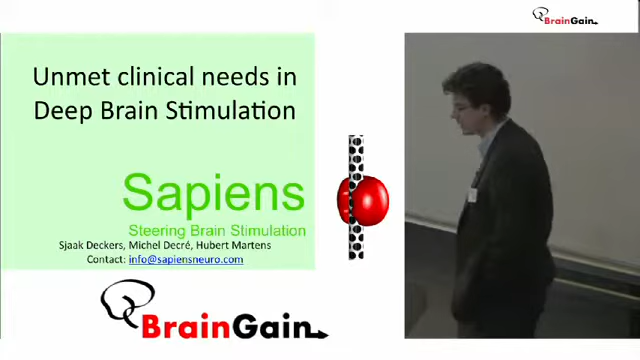 BrainGain
Unmet clinical needs in
Deep Brain Stimulation
Sapiens
Steering Brain Stimulation
Sjaak Deckers, Michel Decré, Hubert Martens
Contact: info@sapiensneuro.com
BrainGain